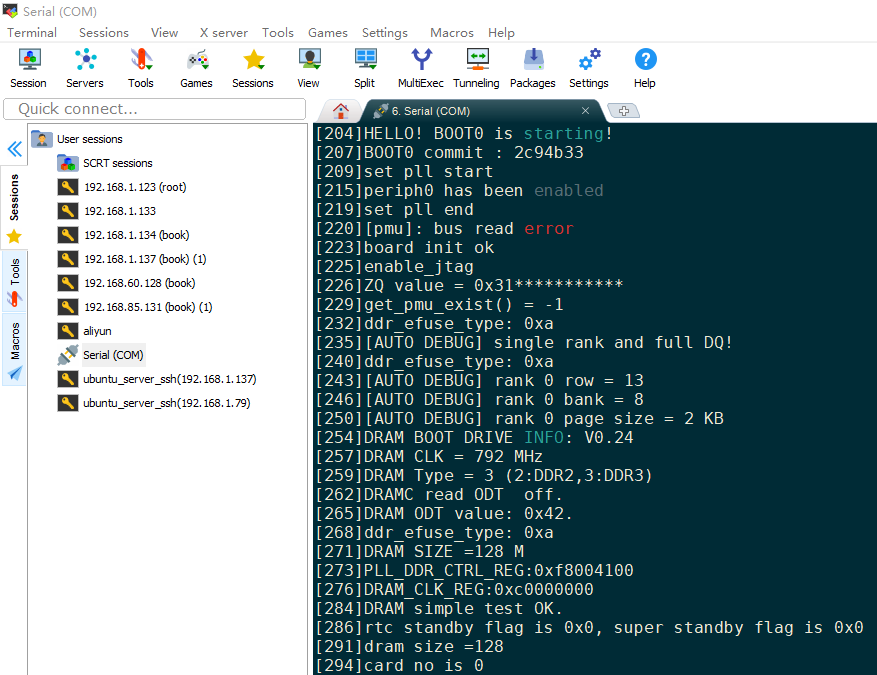 Serial (COM)
Terminal Sessions View X server Tools Games Settings Macros Help
Session Servers Tools Games Sessions View Split MultiExec Tunneling Packages Settings Help
Quick connect...
6. Serial (COM)
Sessions
Tools
Macros
User sessions
SCRT sessions
192.168.1.123 (root)
192.168.1.133
192.168.1.134 (book)
192.168.1.137 (book) (1)
192.168.60.128 (book)
192.168.85.131 (book) (1)
aliyun
Serial (COM)
ubuntu_server_ssh(192.168.1.137)
ubuntu_server_ssh(192.168.1.79)
[204]HELLO! BOOT0 is starting!
[207]BOOT0 commit : 2c94b33
[209]set pll start
[215]periph0 has been enabled
[219]set pll end
[220][pmu]: bus read error
[223]board init ok
[225]enable_jtag
[226]ZQ value = 0x31***********
[229]get_pmu_exist() = -1
[232]ddr_efuse_type: 0xa
[235][AUTO DEBUG] single rank and full DQ!
[240]ddr_efuse_type: 0xa
[243][AUTO DEBUG] rank 0 row = 13
[246][AUTO DEBUG] rank 0 bank = 8
[250][AUTO DEBUG] rank 0 page size = 2 KB
[254]DRAM BOOT DRIVE INFO: V0.24
[257]DRAM CLK = 792 MHz
[259]DRAM Type = 3 (2:DDR2,3:DDR3)
[262]DRAMC read ODT  off.
[265]DRAM ODT value: 0x42.
[268]ddr_efuse_type: 0xa
[271]DRAM SIZE =128 M
[273]PLL_DDR_CTRL_REG:0xf8004100
[276]DRAM_CLK_REG:0xc0000000
[284]DRAM simple test OK.
[286]rtc standby flag is 0x0, super standby flag is 0x0
[291]dram size =128
[294]card no is 0